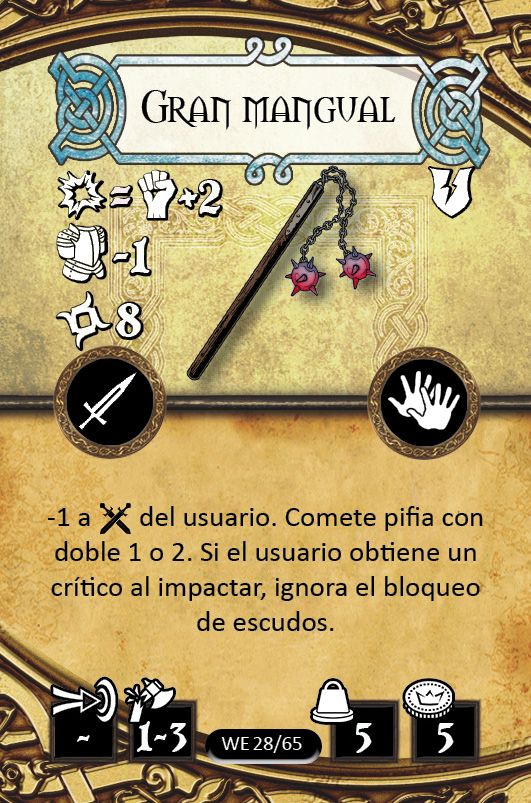 Gran mangual
= +2
-1
8
-1 a del usuario. Comete pifia con
doble 1 o 2. Si el usuario obtiene un
crítico al impactar, ignora el bloqueo
de escudos.
- 1-3 WE 28/65 5 5